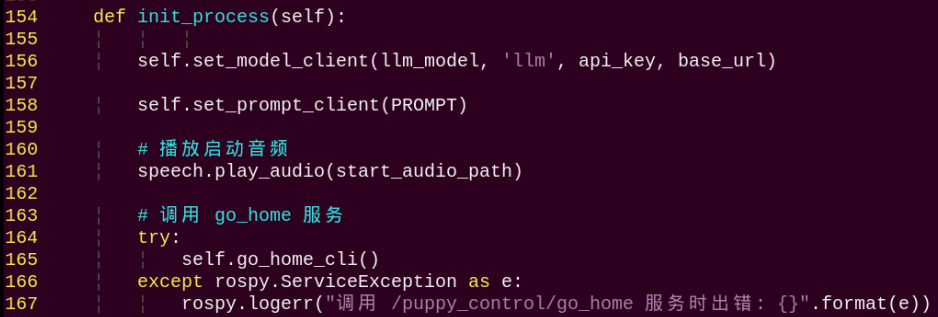 154     def init_process(self):
155
156         self.set_model_client(llm_model, 'llm', api_key, base_url)
157
158         self.set_prompt_client(PROMPT)
159
160         # 播放启动音频
161         speech.play_audio(start_audio_path)
162
163         # 调用 go_home 服务
164         try:
165             self.go_home_cli()
166         except rospy.ServiceException as e:
167             rospy.logerr("调用 /puppy_control/go_home 服务时出错: {}".format(e))